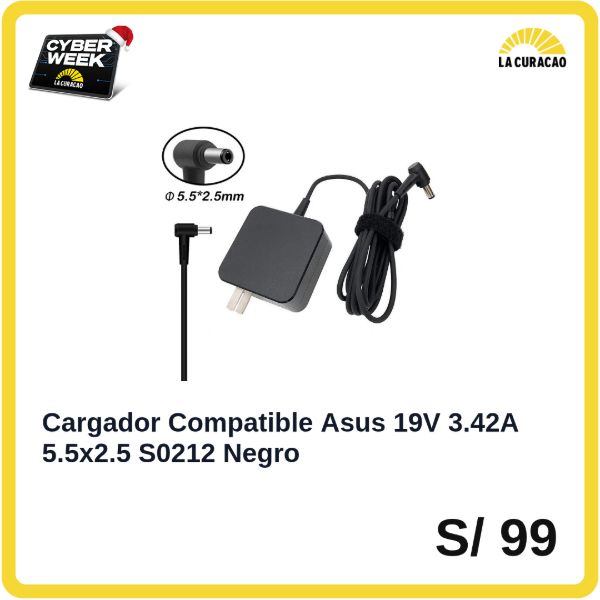 CYBER
WEEK
LA CURACAO
LA CURACAO
Φ 5.5*2.5mm
Cargador Compatible Asus 19V 3.42A
5.5x2.5 S0212 Negro
S/ 99